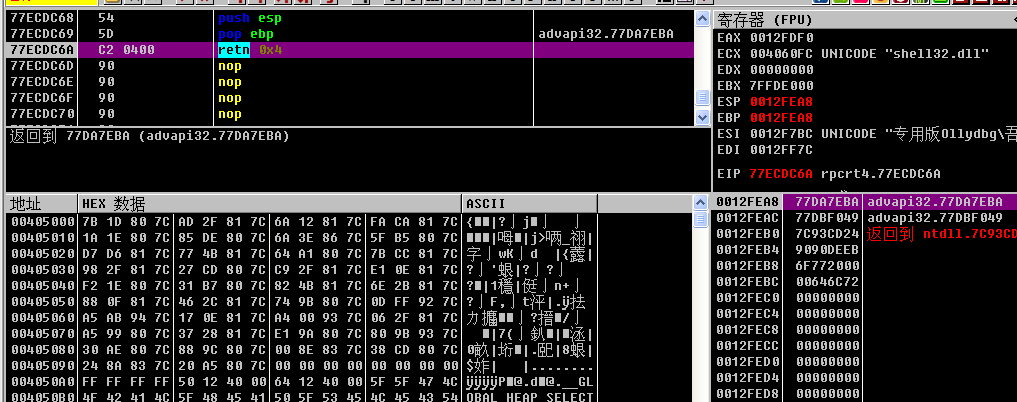 77ECDC68 54 push esp
77ECDC69 5D pop ebp advapi32.77DA7EBA
77ECDC6A C2 0400 retn 0x4
77ECDC6D 90 nop
77ECDC6E 90 nop
77ECDC6F 90 nop
77ECDC70 90 nop
返回到 77DA7EBA (advapi32.77DA7EBA)
寄存器 (FPU)
EAX 0012FDF0
ECX 004060FC UNICODE "shell32.dll"
EDX 00000000
EBX 7FFDE000
ESP 0012FEA8
EBP 0012FEA8
ESI 0012F7BC UNICODE "专用版Ollydbg\吾
EDI 0012FF7C
EIP 77ECDC6A rpcrt4.77ECDC6A
地址 HEX 数据 ASCII
00405000 7B 1D 80 7C AD 2F 81 7C 6A 12 81 7C FA CA 81 7C
00405010 1A 1E 80 7C 85 DE 80 7C 6A 3E 86 7C 5F B5 80 7C
00405020 D7 D6 81 7C 77 4B 81 7C 64 A1 80 7C 7B CC 81 7C
00405030 98 2F 81 7C 27 CD 80 7C C9 2F 81 7C E1 0E 81 7C
00405040 F2 1E 80 7C 31 B7 80 7C 82 4B 81 7C 6E 2B 81 7C
00405050 88 0F 81 7C 46 2C 81 7C 74 9B 80 7C 0D FF 92 7C
00405060 A5 AB 94 7C 17 0E 81 7C A4 00 93 7C 06 2F 81 7C
00405070 A5 99 80 7C 37 28 81 7C E1 9A 80 7C 80 9B 93 7C
00405080 30 AE 80 7C 88 9C 80 7C 00 8E 83 7C 38 CD 80 7C
00405090 24 8A 83 7C 20 A5 80 7C 00 00 00 00 00 00 00 00
004050A0 FF FF FF FF 50 12 40 00 64 12 40 00 5F 5F 47 4C
004050B0 4F 42 41 4C 5F 48 45 41 50 5F 53 45 4C 45 43 54 OBAL_HEAP_SELECT
0012FEA8 77DA7EBA advapi32.77DA7EBA
0012FEAC 77DBF049 advapi32.77DBF049
0012FEB0 7C93CD24 返回到 ntdll.7C93CD
0012FEB4 9090DEEB
0012FEB8 6F772000
0012FEBC 00646C72
0012FEC0 00000000
0012FEC4 00000000
0012FEC8 00000000
0012FECC 00000000
0012FED0 00000000
0012FED4 00000000
0012FED8 00000000